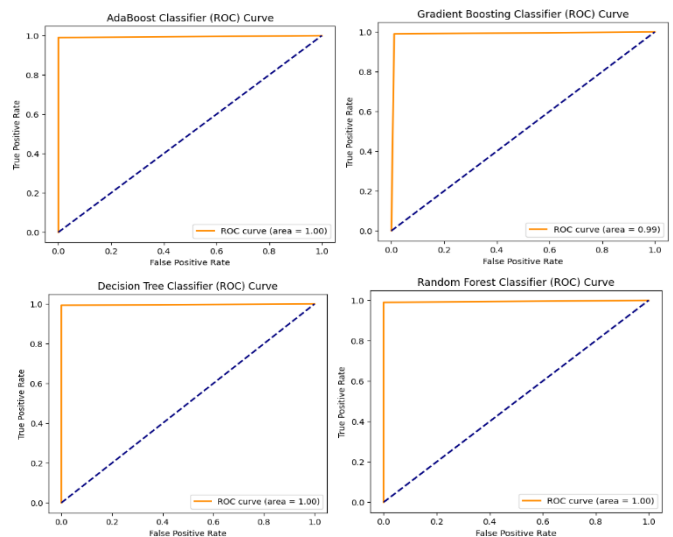 AdaBoost Classifier (ROC) Curve
True Positive Rate
1.0
0.8
0.6
0.4
0.2
0.0
ROC curve (area = 1.00)
0.0 0.2 0.4 0.6 0.8 1.0
False Positive Rate
Gradient Boosting Classifier (ROC) Curve
True Positive Rate
1.0
0.8
0.6
0.4
0.2
0.0
ROC curve (area = 0.99)
0.0 0.2 0.4 0.6 0.8 1.0
False Positive Rate
Decision Tree Classifier (ROC) Curve
True Positive Rate
1.0
0.8
0.6
0.4
0.2
0.0
ROC curve (area = 1.00)
0.0 0.2 0.4 0.6 0.8 1.0
False Positive Rate
Random Forest Classifier (ROC) Curve
True Positive Rate
1.0
0.8
0.6
0.4
0.2
0.0
ROC curve (area = 1.00)
0.0 0.2 0.4 0.6 0.8 1.0
False Positive Rate